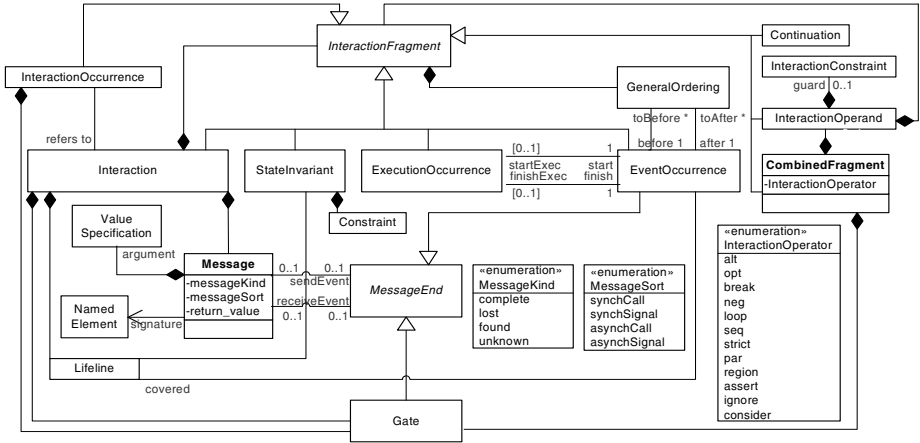 InteractionFragment
Continuation
InteractionOccurrence
InteractionConstraint
GeneralOrdering
guard 0..1
toBefore *
toAfter *
InteractionOperand
refers to
[0..1]
1
before 1
after 1
Interaction
StateInvariant
ExecutionOccurrence
startExec
start
finishExec
finish
[0..1]
1
EventOccurrence
CombinedFragment
-InteractionOperator
Constraint
Value
Specification
argument
Message
-messageKind
-messageSort
-return_value
0..1
0..1
sendEvent
receiveEvent
0..1
0..1
MessageEnd
Named
Element
signature
«enumeration»
MessageKind
complete
lost
found
unknown
«enumeration»
MessageSort
synchCall
synchSignal
asynchCall
asynchSignal
«enumeration»
InteractionOperator
alt
opt
break
neg
loop
seq
strict
par
region
assert
ignore
consider
Lifeline
covered
Gate